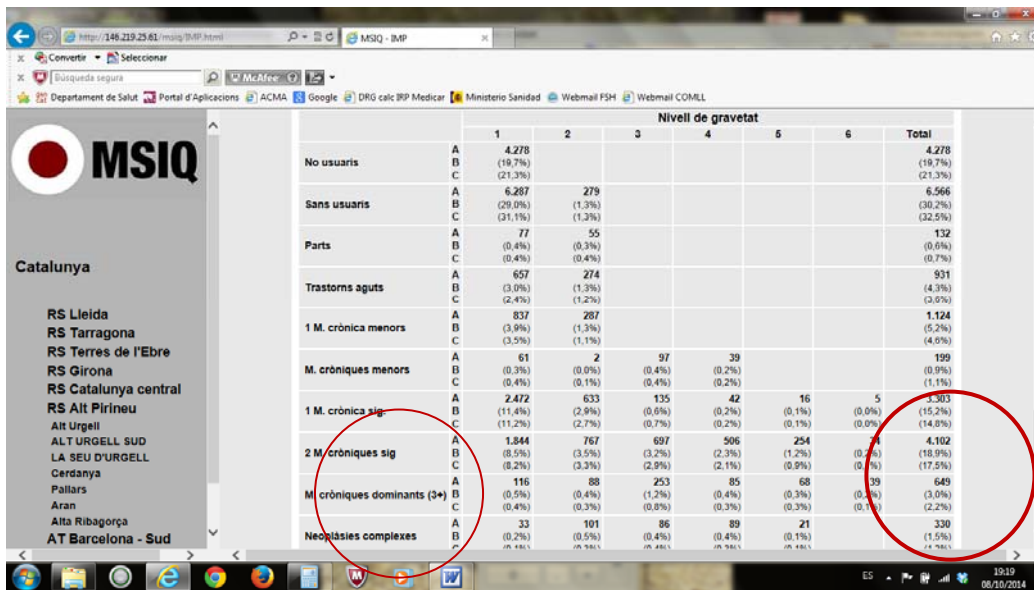 http://146.219.25.61/msiq/IMP.html
MSIQ - IMP
x Convertir Seleccionar
x Búsqueda segura McAfee
Departament de Salut Portal d'Aplicacions ACMA Google DRG calc IRP Medicar Ministerio Sanidad Webmail FSH Webmail COMLL
MSIQ
Catalunya
RS Lleida
RS Tarragona
RS Terres de l'Ebre
RS Girona
RS Catalunya central
RS Alt Pirineu
Alt Urgell
ALT URGELL SUD
LA SEU D'URGELL
Cerdanya
Pallars
Aran
Alta Ribagorça
AT Barcelona - Sud
Nivell de gravetat
1 2 3 4 5 6 Total
No usuaris
A 4.278 4.278
B (19,7%) (19,7%)
C (21,3%) (21,3%)
Sans usuaris
A 6.287 279 6.566
B (29,0%) (1,3%) (30,2%)
C (31,1%) (1,3%) (32,5%)
Parts
A 77 55 132
B (0,4%) (0,3%) (0,6%)
C (0,4%) (0,4%) (0,7%)
Trastorns aguts
A 657 274 931
B (3,0%) (1,3%) (4,3%)
C (2,4%) (1,2%) (3,6%)
1 M. crònica menors
A 837 287 1.124
B (3,9%) (1,3%) (5,2%)
C (3,5%) (1,1%) (4,6%)
M. cròniques menors
A 61 2 97 39 199
B (0,3%) (0,0%) (0,4%) (0,2%) (0,9%)
C (0,4%) (0,1%) (0,4%) (0,2%) (1,1%)
1 M. crònica sig.
A 2.472 633 135 42 16 5 3.303
B (11,4%) (2,9%) (0,6%) (0,2%) (0,1%) (0,0%) (15,2%)
C (11,2%) (2,7%) (0,7%) (0,2%) (0,1%) (0,0%) (14,8%)
2 M. cròniques sig
A 1.844 767 697 506 254 4.102
B (8,5%) (3,5%) (3,2%) (2,3%) (1,2%) (18,9%)
C (8,2%) (3,3%) (2,9%) (2,1%) (0,9%) (17,5%)
M. cròniques dominants (3+)
A 116 88 253 85 68 39 649
B (0,5%) (0,4%) (1,2%) (0,4%) (0,3%) (0,2%) (3,0%)
C (0,4%) (0,3%) (0,8%) (0,3%) (0,3%) (0,1%) (2,2%)
Neoplàsies complexes
A 33 101 86 89 21 330
B (0,2%) (0,5%) (0,4%) (0,4%) (0,1%) (1,5%)
ES 19:19
08/10/2014